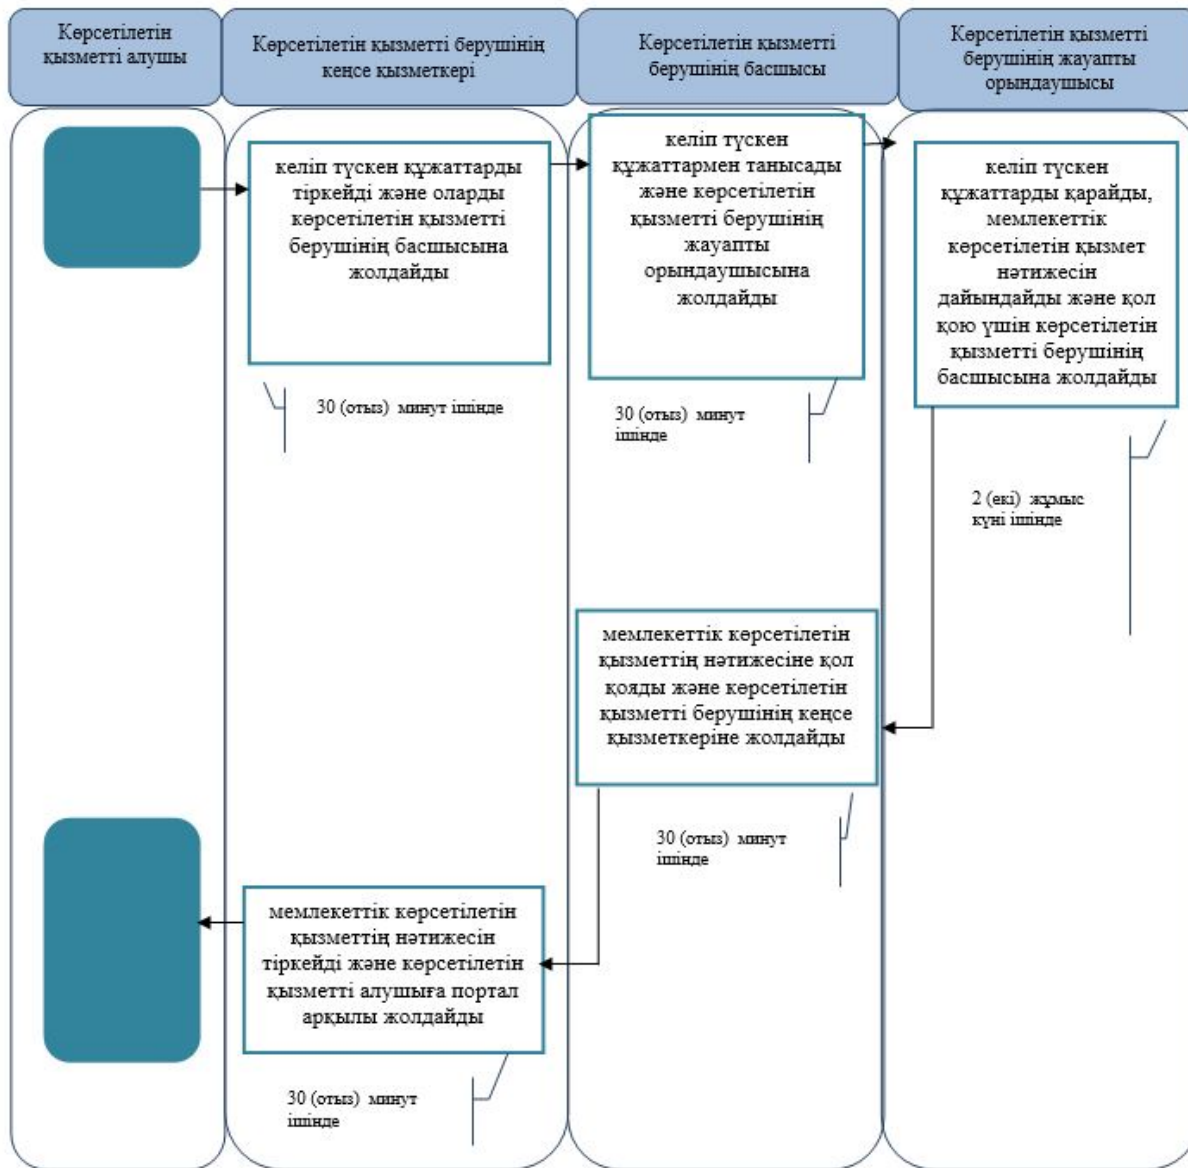 Көрсетілетін
қызметті алушы
Көрсетілетін қызметті берушінің
кеңсе қызметкері
Көрсетілетін қызметті
берушінің басшысы
Көрсетілетін қызметті
берушінің жауапты
орындаушысы
келіп түскен құжаттарды
тіркейді және оларды
көрсетілетін қызметті
берушінің басшысына
жолдайды
келіп түскен
құжаттармен танысады
және көрсетілетін
қызметті берушінің
жауапты
орындаушысына
жолдайды
келіп түскен
құжаттарды қарайды,
мемлекеттік
көрсетілетін қызмет
нәтижесін
дайындайды және қол
қою үшін көрсетілетін
қызметті берушінің
басшысына жолдайды
30 (отыз) минут ішінде
30 (отыз) минут
ішінде
2 (екі) жұмыс
күні ішінде
мемлекеттік көрсетілетін
қызметтің нәтижесіне қол
қояды және көрсетілетін
қызметті берушінің кеңсе
қызметкеріне жолдайды
30 (отыз) минут
ішінде
мемлекеттік көрсетілетін
қызметтің нәтижесін
тіркейді және көрсетілетін
қызметті алушыға портал
арқылы жолдайды
30 (отыз) минут
ішінде